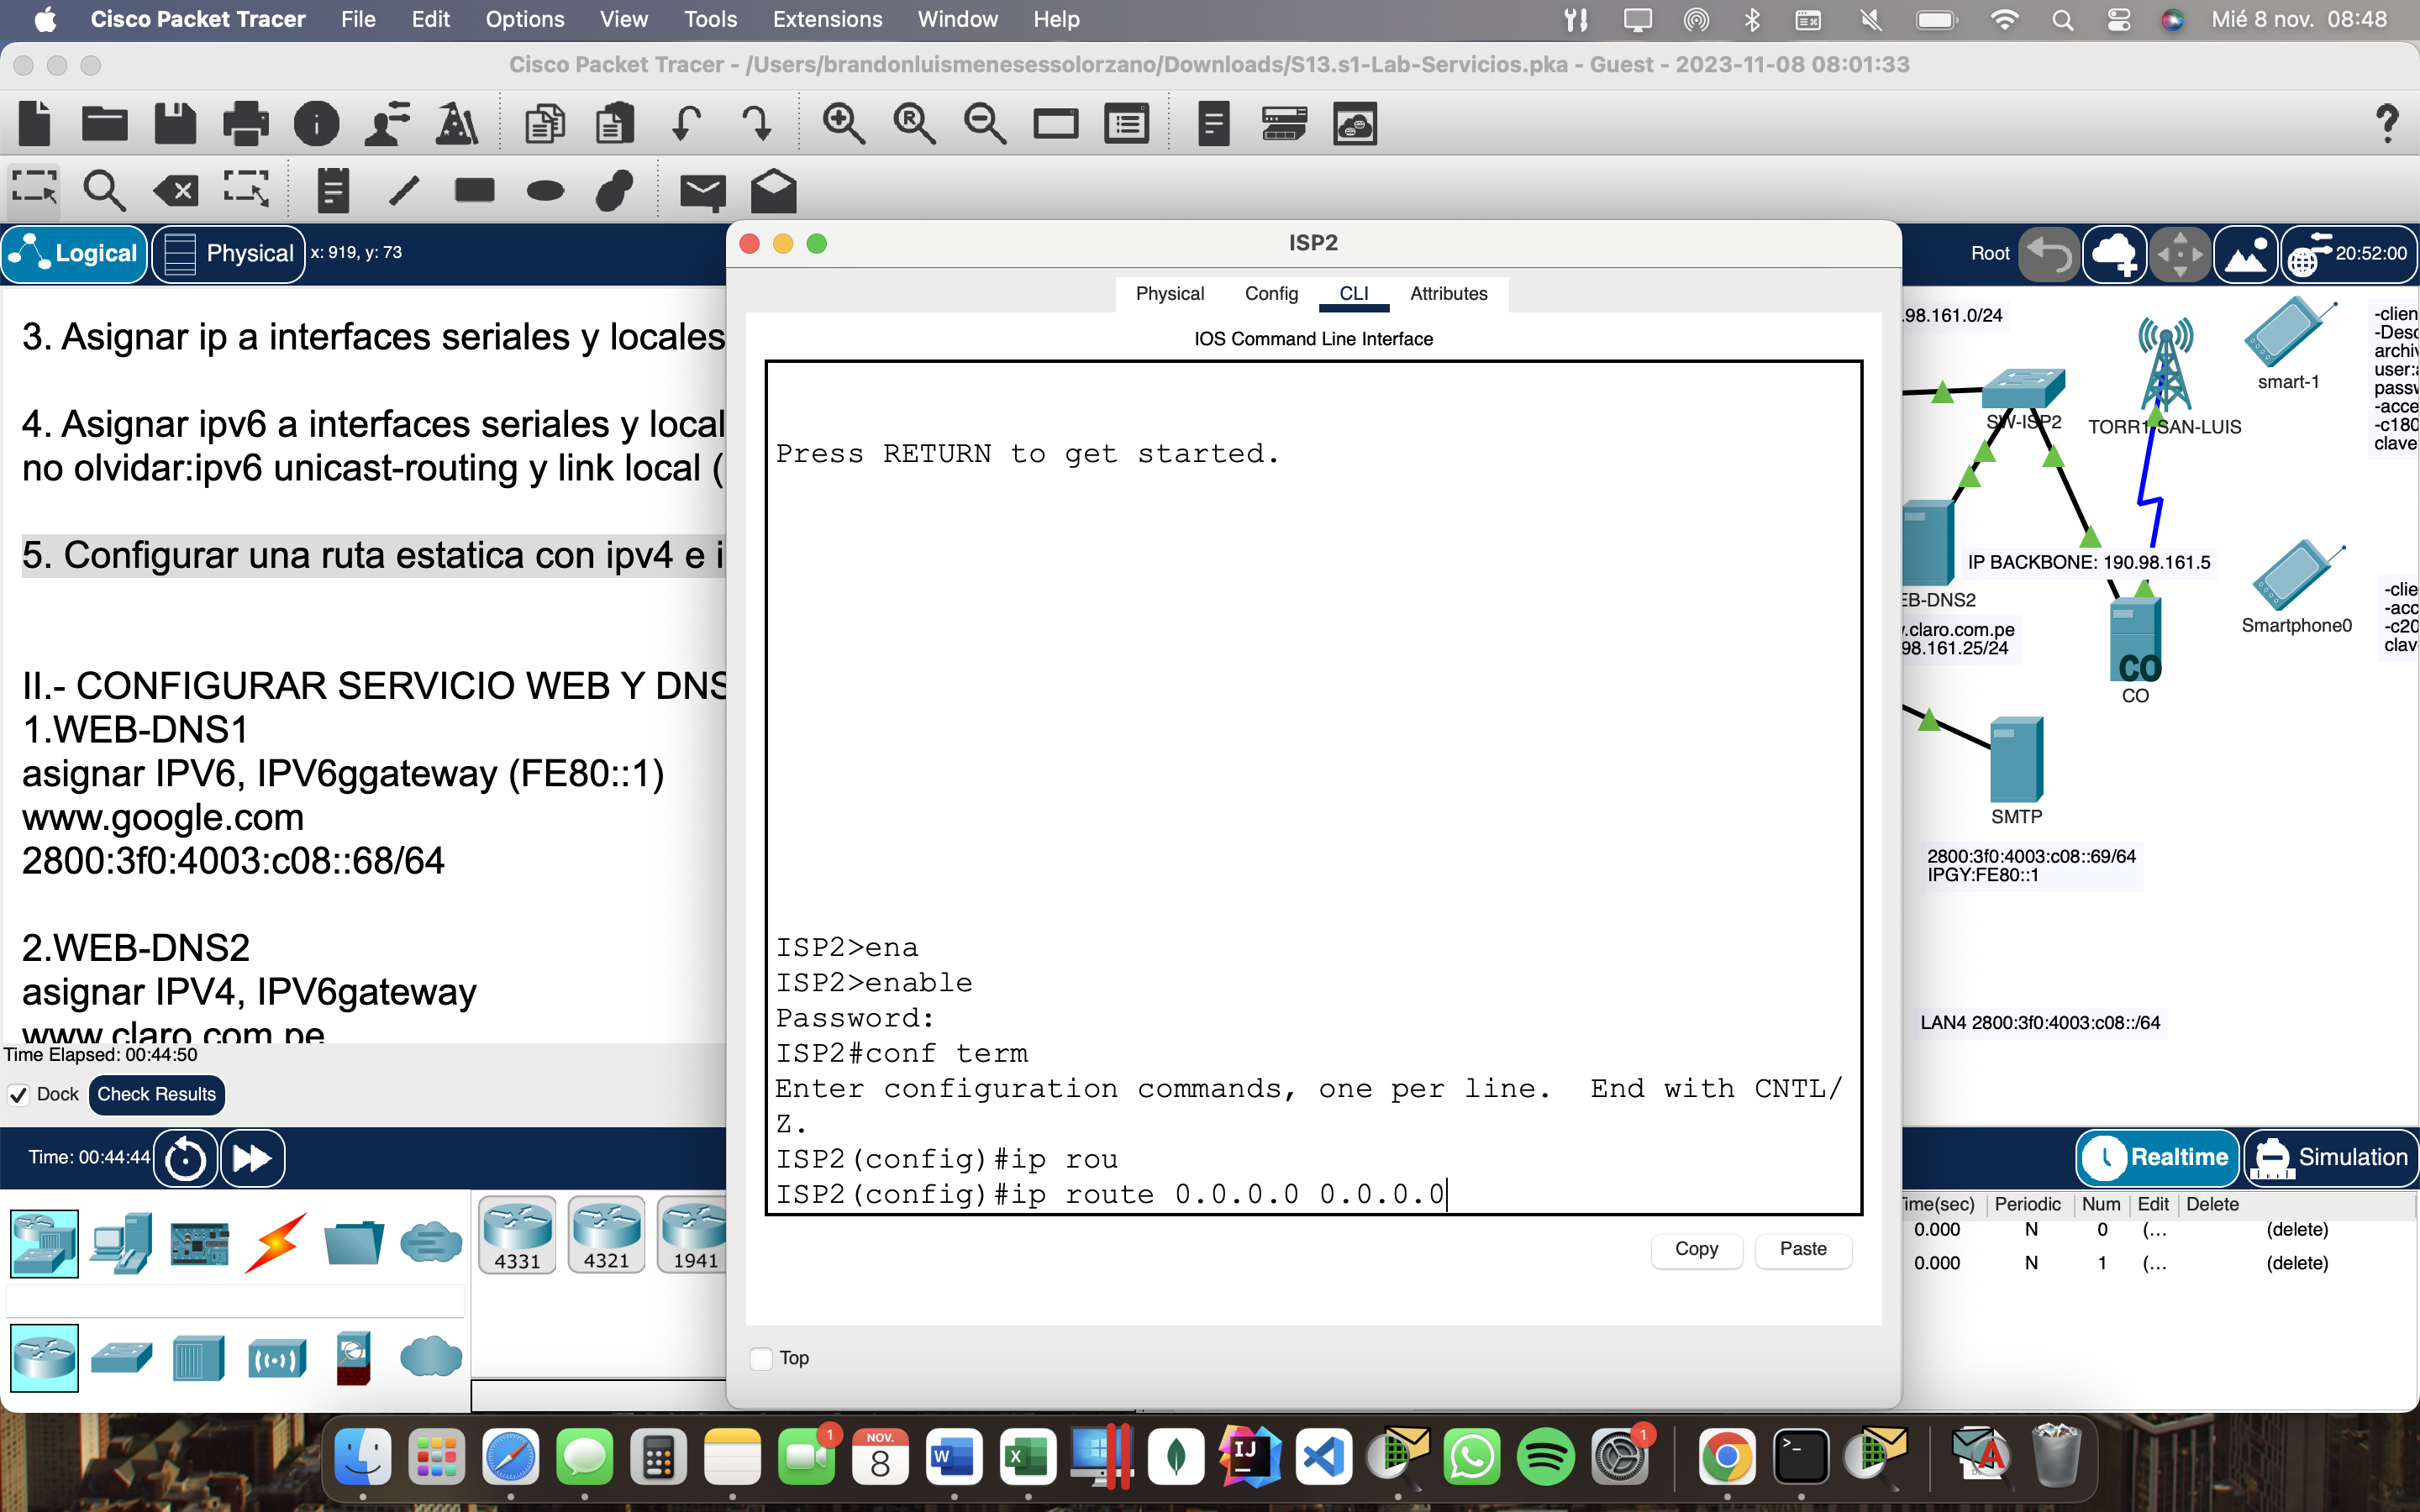 Cisco Packet Tracer File Edit Options View Tools Extensions Window Help Mié 8 nov. 08:48
Cisco Packet Tracer - /Users/brandonluismenesessolorzano/Downloads/S13.s1-Lab-Servicios.pka - Guest - 2023-11-08 08:01:33
Logical Physical x: 919, y: 73
Root 20:52:00
3. Asignar ip a interfaces seriales y locales
4. Asignar ipv6 a interfaces seriales y local
no olvidar:ipv6 unicast-routing y link local (
5. Configurar una ruta estatica con ipv4 e i
II.- CONFIGURAR SERVICIO WEB Y DNS
1.WEB-DNS1
asignar IPV6, IPV6ggateway (FE80::1)
www.google.com
2800:3f0:4003:c08::68/64
2.WEB-DNS2
asignar IPV4, IPV6gateway
www.claro.com.pe
Time Elapsed: 00:44:50
Dock Check Results
Time: 00:44:44
4331 4321 1941
ISP2
Physical Config CLI Attributes
IOS Command Line Interface
Press RETURN to get started.
ISP2>ena
ISP2>enable
Password:
ISP2#conf term
Enter configuration commands, one per line.  End with CNTL/
Z.
ISP2(config)#ip rou
ISP2(config)#ip route 0.0.0.0 0.0.0.0
Copy Paste
Top
.98.161.0/24
SW-ISP2
TORR1-SAN-LUIS
smart-1
-clien
-Desc
archiv
user:a
passw
-acce
-c180
clave
IP BACKBONE: 190.98.161.5
EB-DNS2
.claro.com.pe
98.161.25/24
CO
CO
Smartphone0
-clie
-acc
-c20
clav
SMTP
2800:3f0:4003:c08::69/64
IPGY:FE80::1
LAN4 2800:3f0:4003:c08::/64
Realtime Simulation
ime(sec) Periodic Num Edit Delete
0.000 N 0 (... (delete)
0.000 N 1 (... (delete)
1
NOV.
8
1